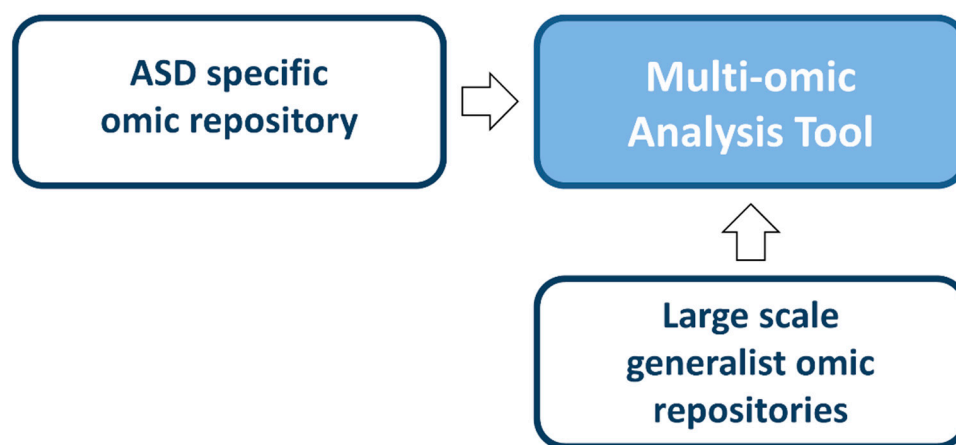 ASD specific
omic repository
Multi-omic
Analysis Tool
Large scale
generalist omic
repositories